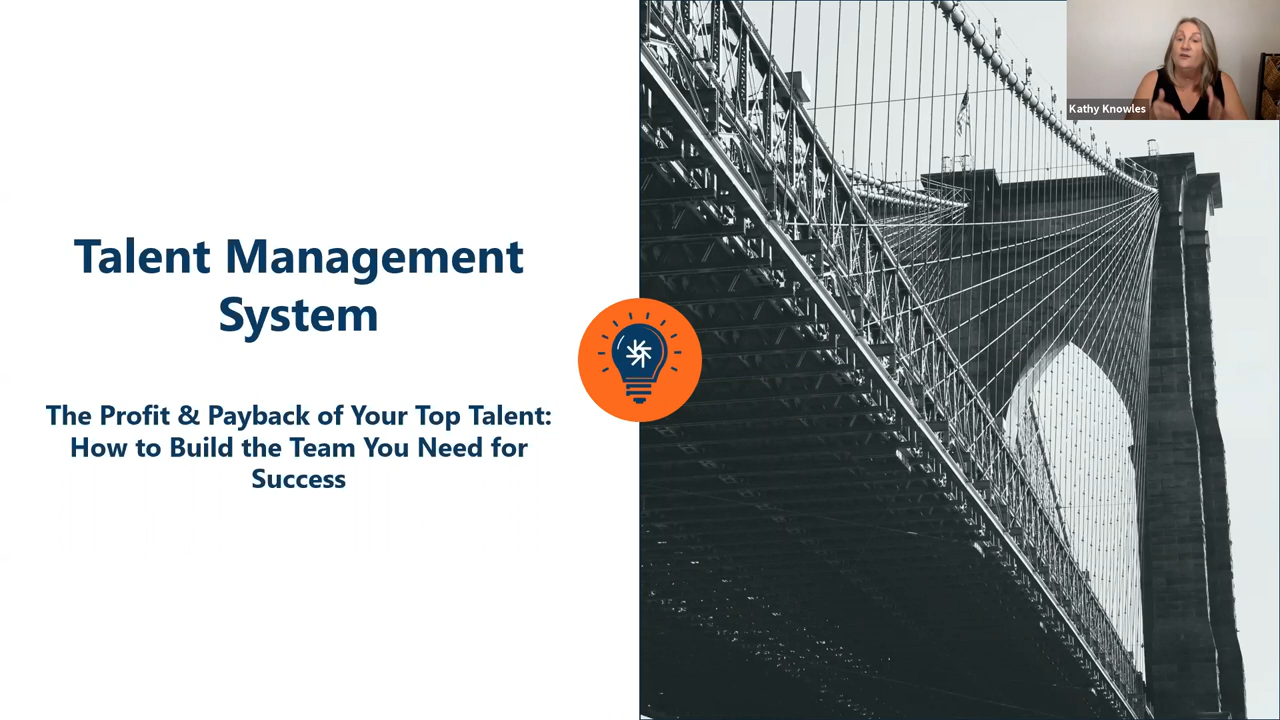 Kathy Knowles
Talent Management
System
The Profit & Payback of Your Top Talent:
How to Build the Team You Need for
Success